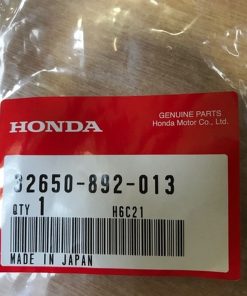 GENUINE PARTS
HONDA Honda Motor Co., Ltd.
32650-892-013
QTY 1 H6C21
MADE IN JAPAN